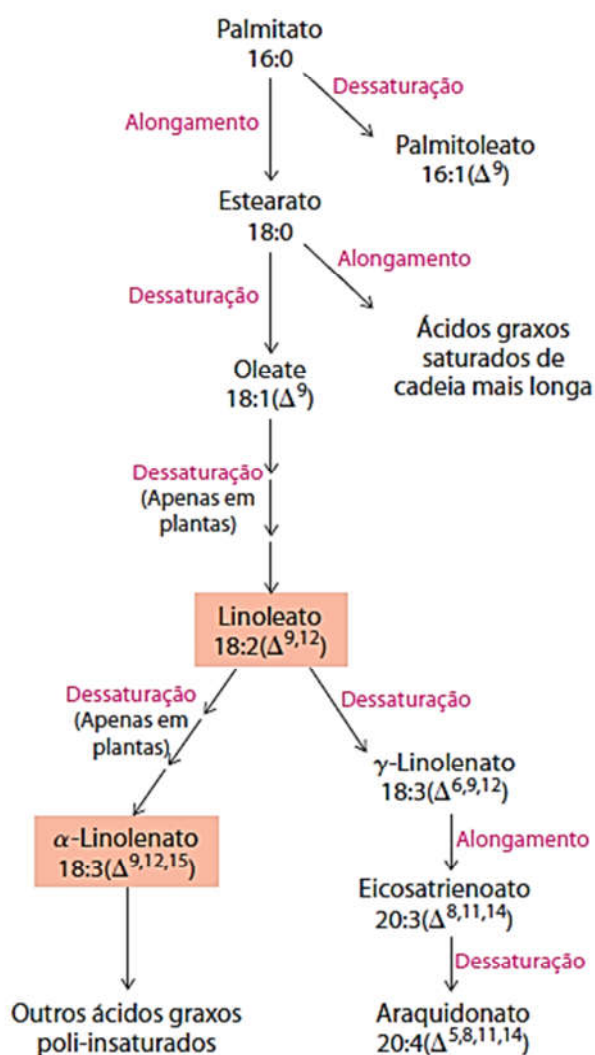 Palmitato
16:0
Dessaturação
Alongamento
Palmitoleato
16:1(Δ⁹)
Estearato
18:0
Alongamento
Dessaturação
Ácidos graxos
saturados de
cadeia mais longa
Oleate
18:1(Δ⁹)
Dessaturação
(Apenas em
plantas)
Linoleato
18:2(Δ⁹,¹²)
Dessaturação
(Apenas em
plantas)
Dessaturação
γ-Linolenato
18:3(Δ⁶,⁹,¹²)
α-Linolenato
18:3(Δ⁹,¹²,¹⁵)
Alongamento
Eicosatrienoato
20:3(Δ⁸,¹¹,¹⁴)
Dessaturação
Outros ácidos graxos
poli-insaturados
Araquidonato
20:4(Δ⁵,⁸,¹¹,¹⁴)